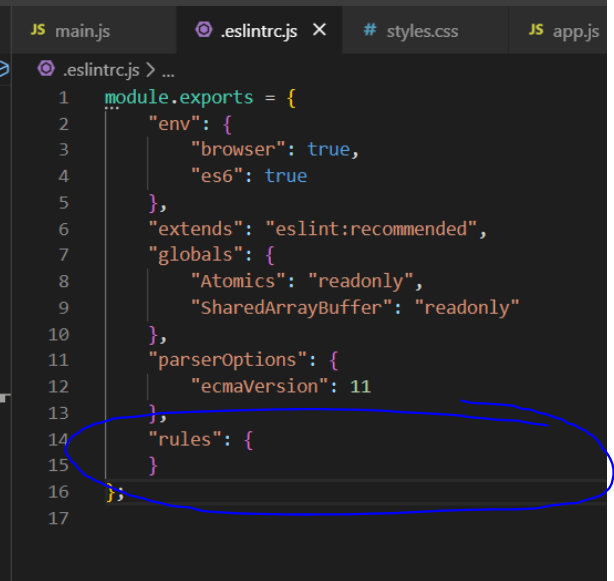 JS main.js .eslintrc.js × # styles.css JS app.js
.eslintrc.js > ...
1 module.exports = {
2 "env": {
3 "browser": true,
4 "es6": true
5 },
6 "extends": "eslint:recommended",
7 "globals": {
8 "Atomics": "readonly",
9 "SharedArrayBuffer": "readonly"
10 },
11 "parserOptions": {
12 "ecmaVersion": 11
13 },
14 "rules": {
15 }
16 };
17